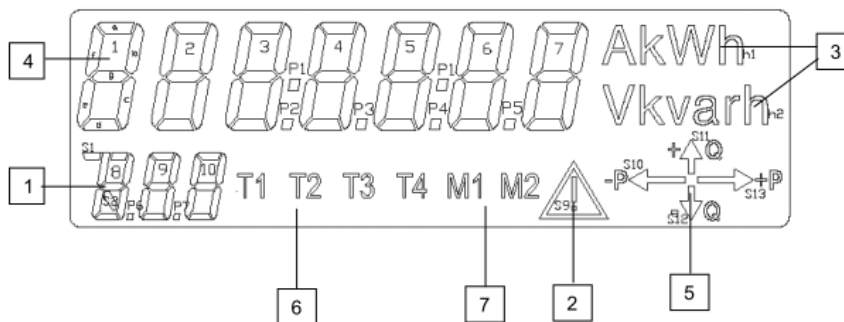 4
1 2 3 4 5 6 7
a
f b
g
e c
d
P1 P1
P2 P3 P4 P5
AkWh h1
Vkvarh h2
3
1
S1
8 9 10
P6 P7
T1 T2 T3 T4 M1 M2
S9
S11
+ Q
S10
-P +P
S13
S12 Q
6
7
2
5